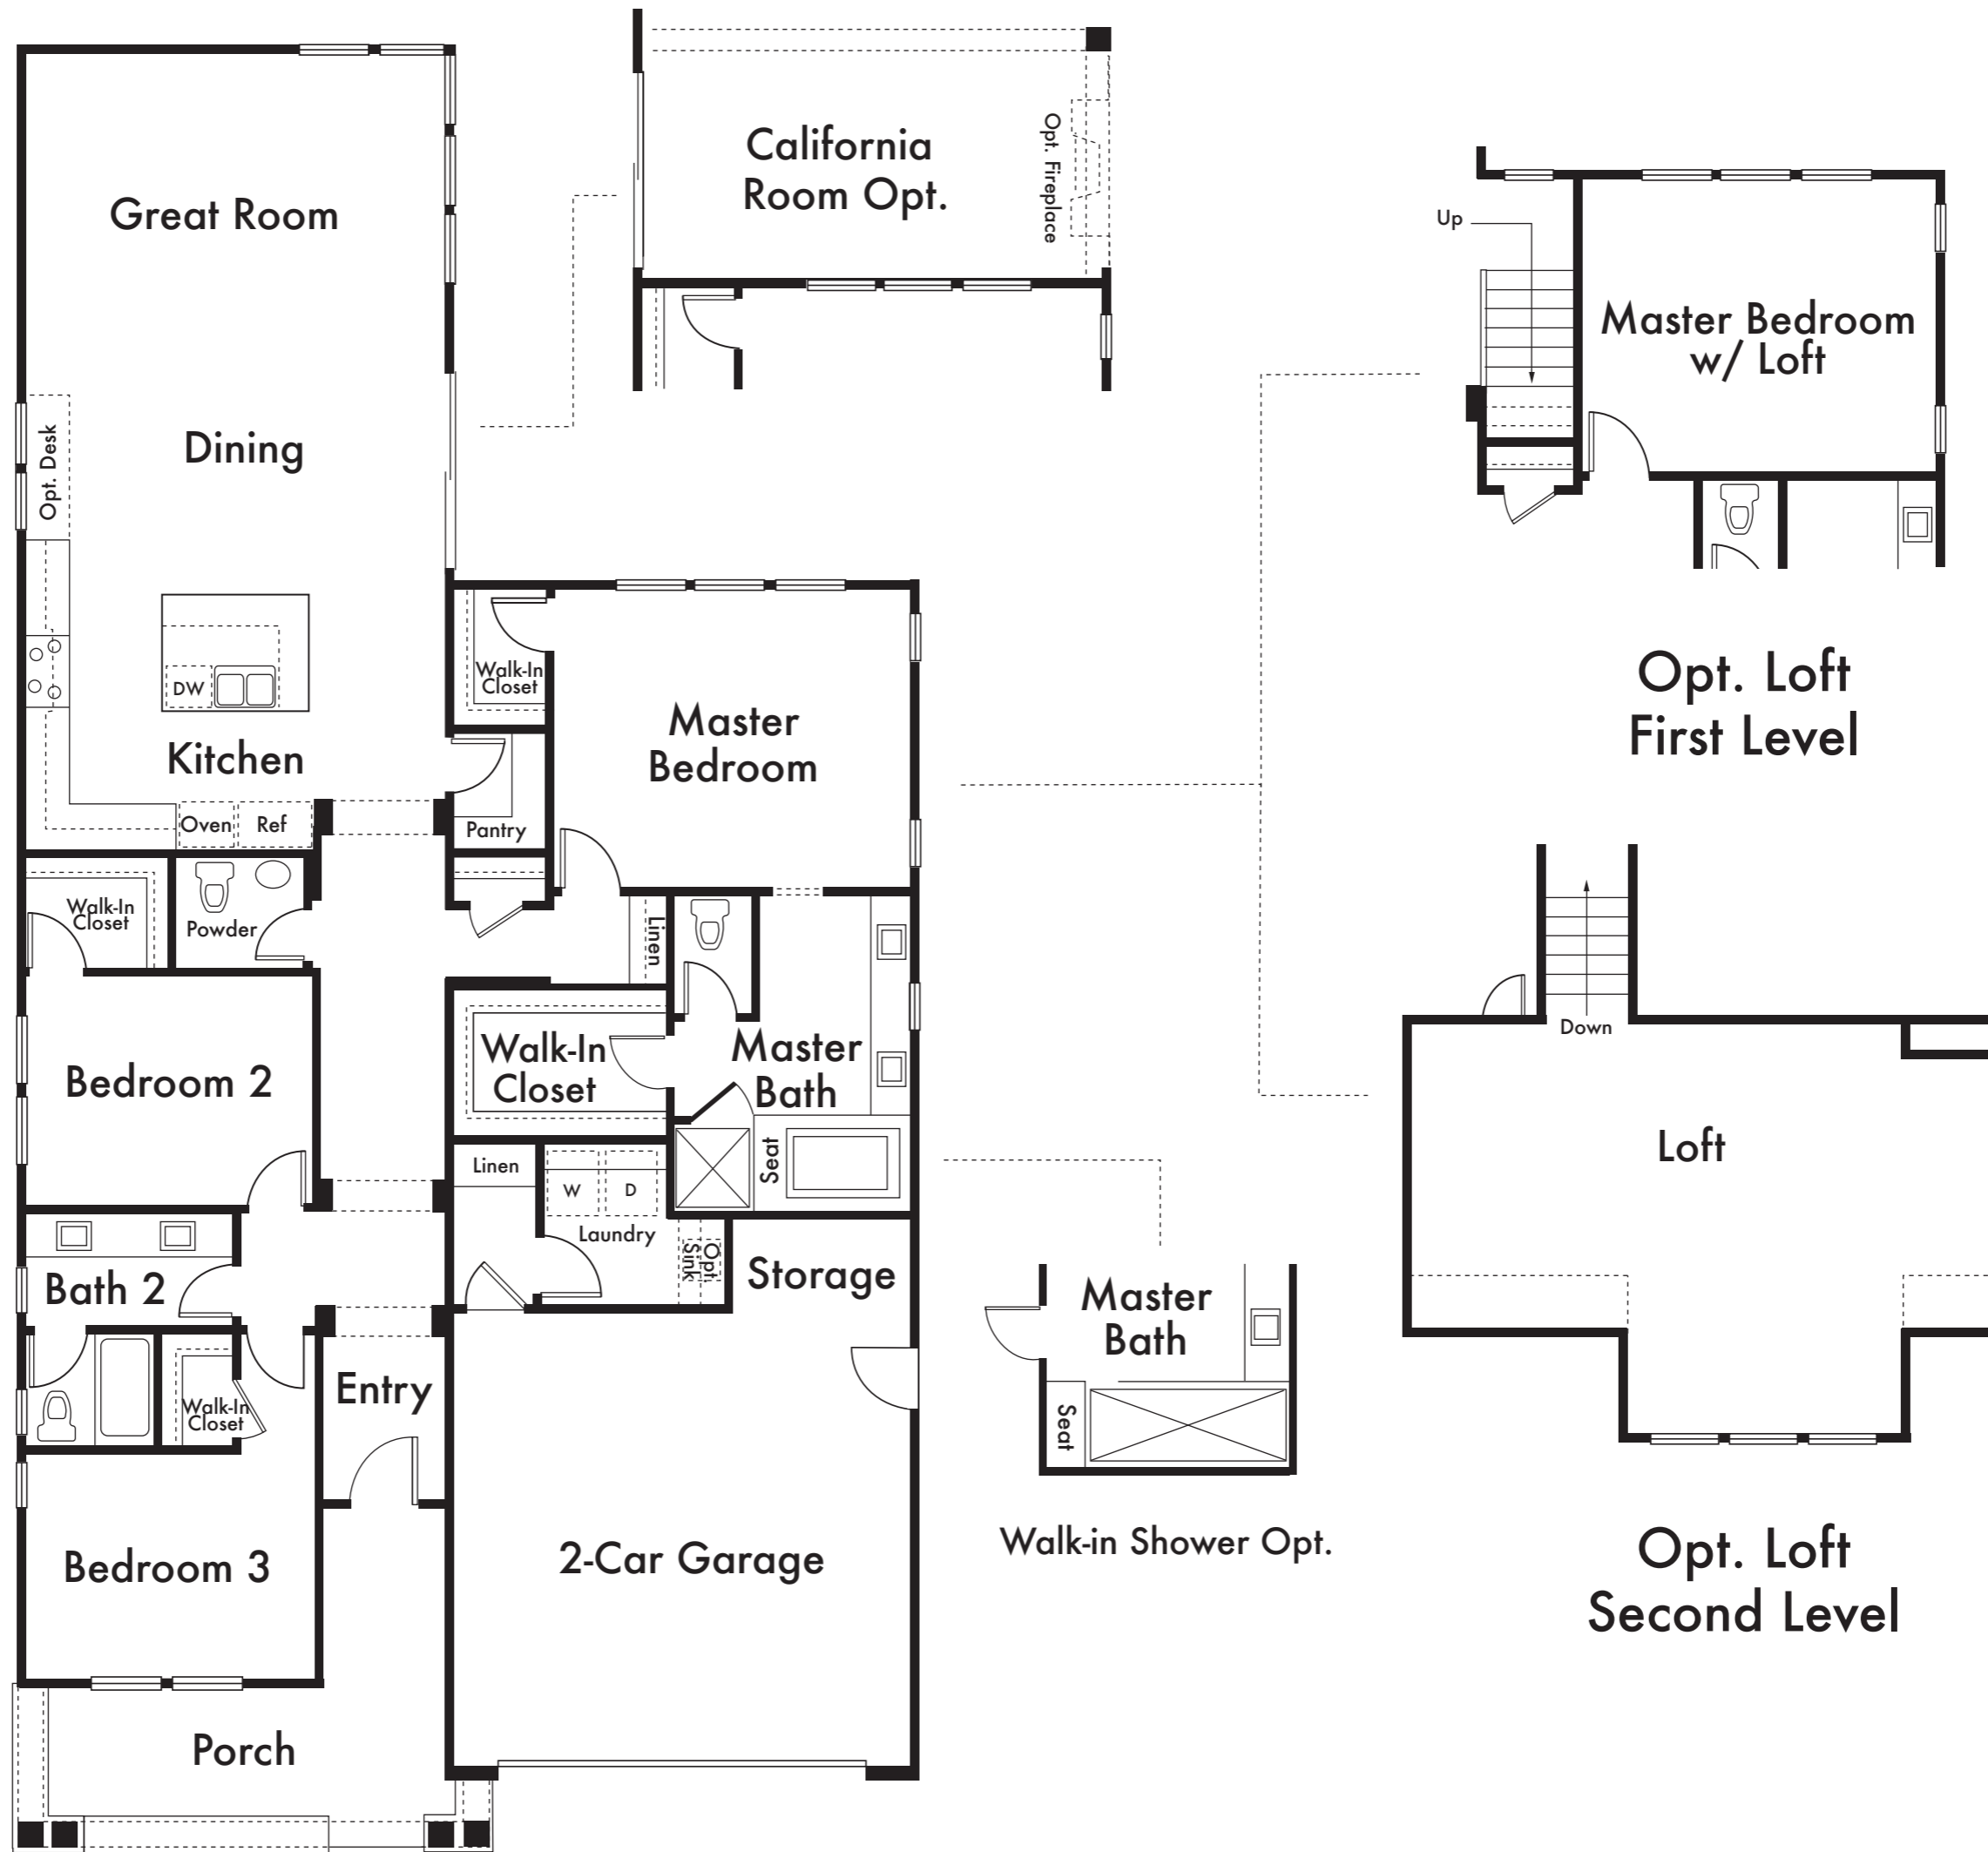 Great Room
Dining
Opt. Desk
DW
Kitchen
Oven
Ref
Pantry
Walk-In
Closet
Master
Bedroom
Walk-In
Closet
Powder
Linen
Bedroom 2
Walk-In
Closet
Master
Bath
Seat
Linen
W
D
Laundry
Opt.
Sink
Storage
Bath 2
Walk-In
Closet
Entry
Bedroom 3
2-Car Garage
Porch
California
Room Opt.
Opt. Fireplace
Up
Master Bedroom
w/ Loft
Opt. Loft
First Level
Down
Loft
Opt. Loft
Second Level
Master
Bath
Seat
Walk-in Shower Opt.